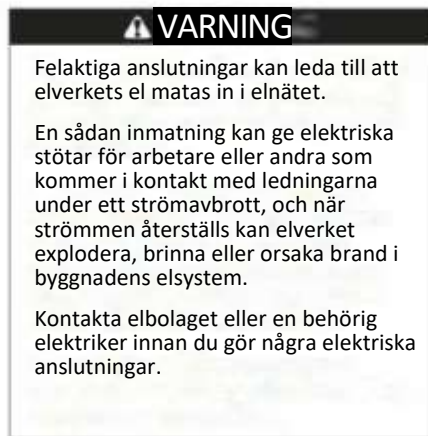 VARNING
Felaktiga anslutningar kan leda till att
elverkets el matas in i elnätet.
En sådan inmatning kan ge elektriska
stötar för arbetare eller andra som
kommer i kontakt med ledningarna
under ett strömavbrott, och när
strömmen återställs kan elverket
explodera, brinna eller orsaka brand i
byggnadens elsystem.
Kontakta elbolaget eller en behörig
elektriker innan du gör några elektriska
anslutningar.